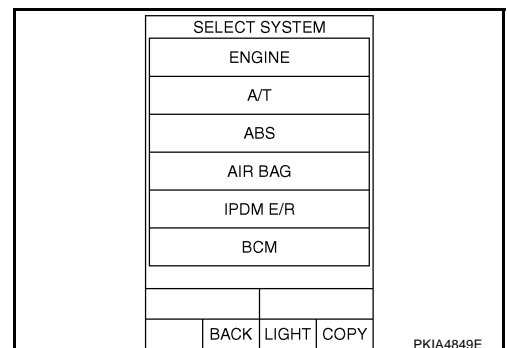 SELECT SYSTEM
ENGINE
A/T
ABS
AIR BAG
IPDM E/R
BCM
BACK LIGHT COPY
PKIA4849E